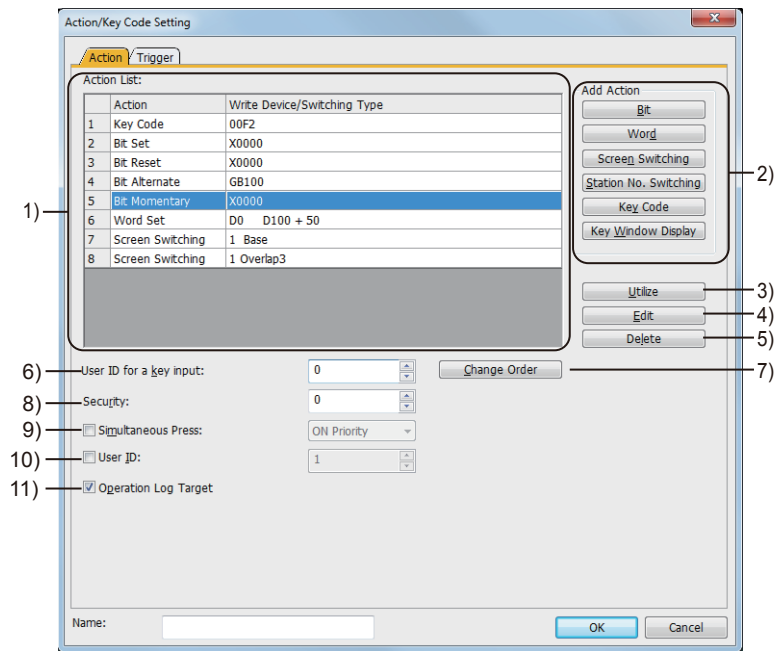 Action/Key Code Setting
x
Action Trigger
Action List:
Action Write Device/Switching Type
1 Key Code 00F2
2 Bit Set X0000
3 Bit Reset X0000
4 Bit Alternate GB100
5 Bit Momentary X0000
6 Word Set D0 D100 + 50
7 Screen Switching 1 Base
8 Screen Switching 1 Overlap3
1)
Add Action
Bit
Word
Screen Switching
Station No. Switching
Key Code
Key Window Display
2)
Utilize 3)
Edit 4)
Delete 5)
6) User ID for a key input: 0 Change Order 7)
8) Security: 0
9) Simultaneous Press: ON Priority
10) User ID: 1
11) Operation Log Target
Name: OK Cancel